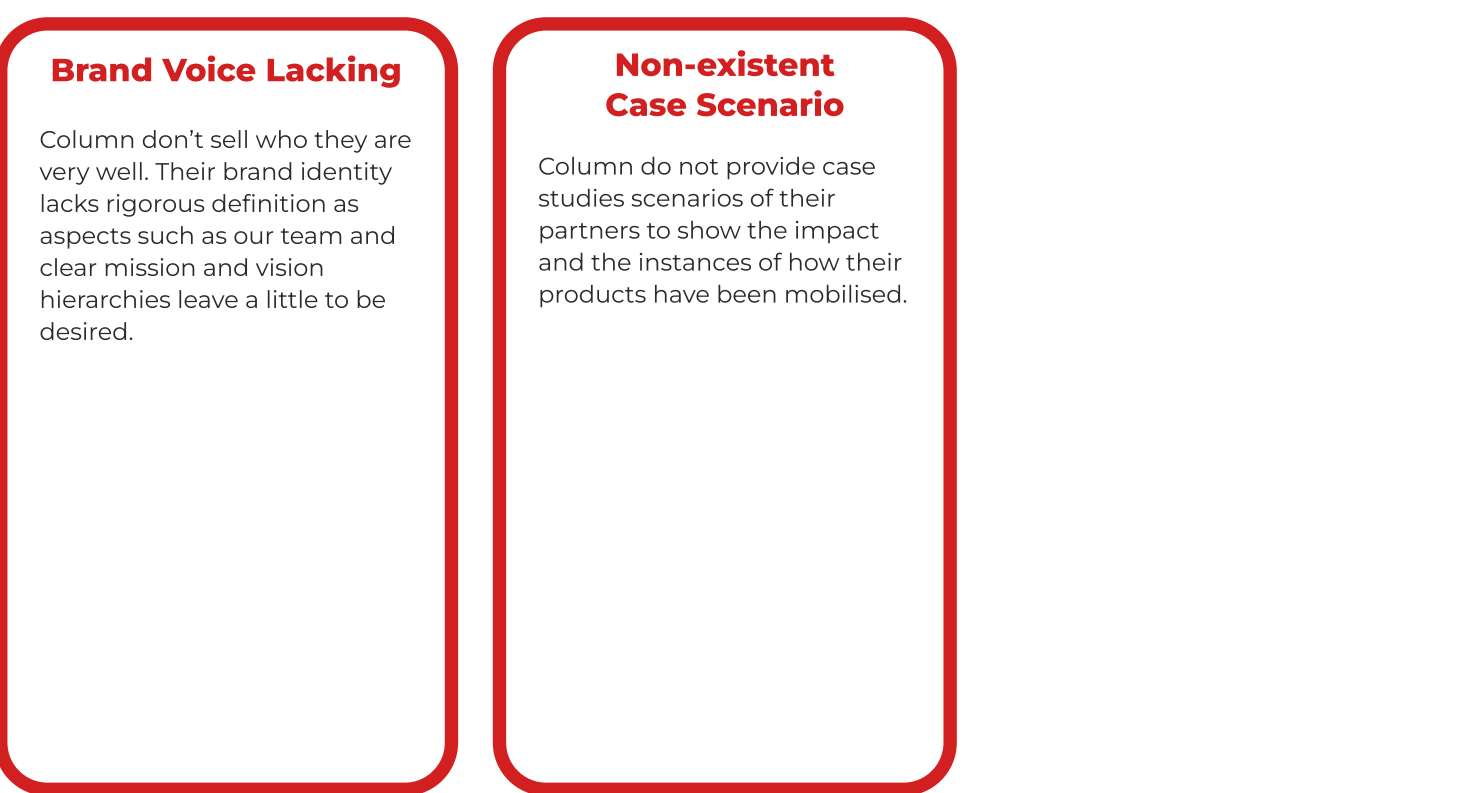 Brand Voice Lacking
Column don’t sell who they are
very well. Their brand identity
lacks rigorous definition as
aspects such as our team and
clear mission and vision
hierarchies leave a little to be
desired.
Non-existent
Case Scenario
Column do not provide case
studies scenarios of their
partners to show the impact
and the instances of how their
products have been mobilised.